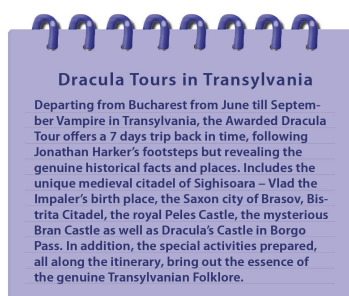 Dracula Tours in Transylvania
Departing from Bucharest from June till Septem-
ber Vampire in Transylvania, the Awarded Dracula
Tour offers a 7 days trip back in time, following
Jonathan Harker's footsteps but revealing the
genuine historical facts and places. Includes the
unique medieval citadel of Sighisoara – Vlad the
Impaler's birth place, the Saxon city of Brasov, Bis-
trita Citadel, the royal Peles Castle, the mysterious
Bran Castle as well as Dracula's Castle in Borgo
Pass. In addition, the special activities prepared,
all along the itinerary, bring out the essence of
the genuine Transylvanian Folklore.